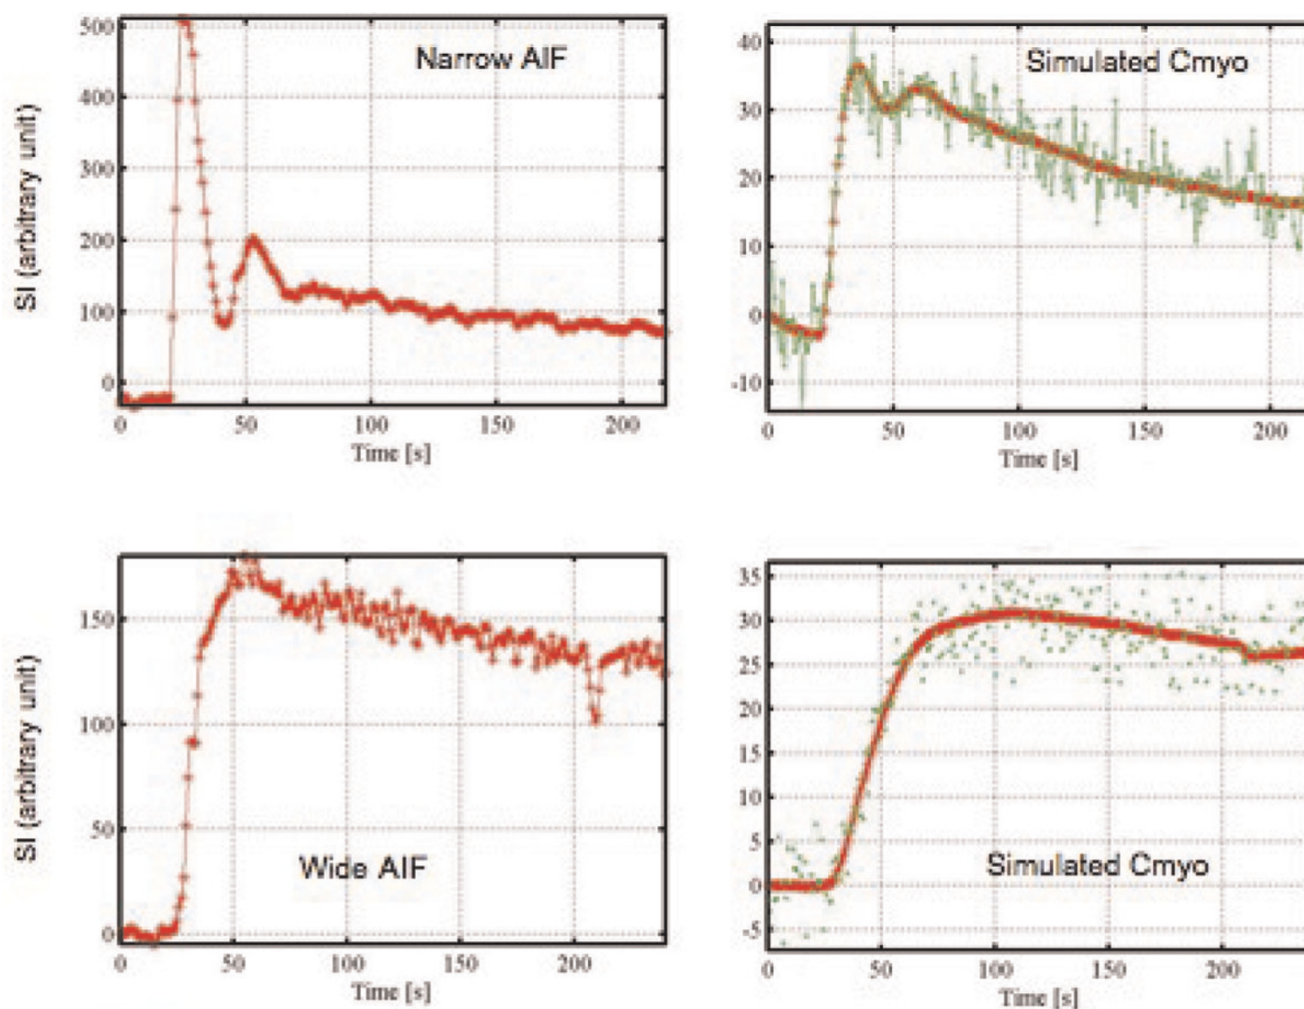 SI (arbitrary unit)
500
400
300
200
100
0
Narrow AIF
0 50 100 150 200
Time [s]
40
30
20
10
0
-10
Simulated Cmyo
0 50 100 150 200
Time [s]
SI (arbitrary unit)
150
100
50
0
Wide AIF
0 50 100 150 200
Time [s]
35
30
25
20
15
10
5
0
-5
Simulated Cmyo
0 50 100 150 200
Time [s]